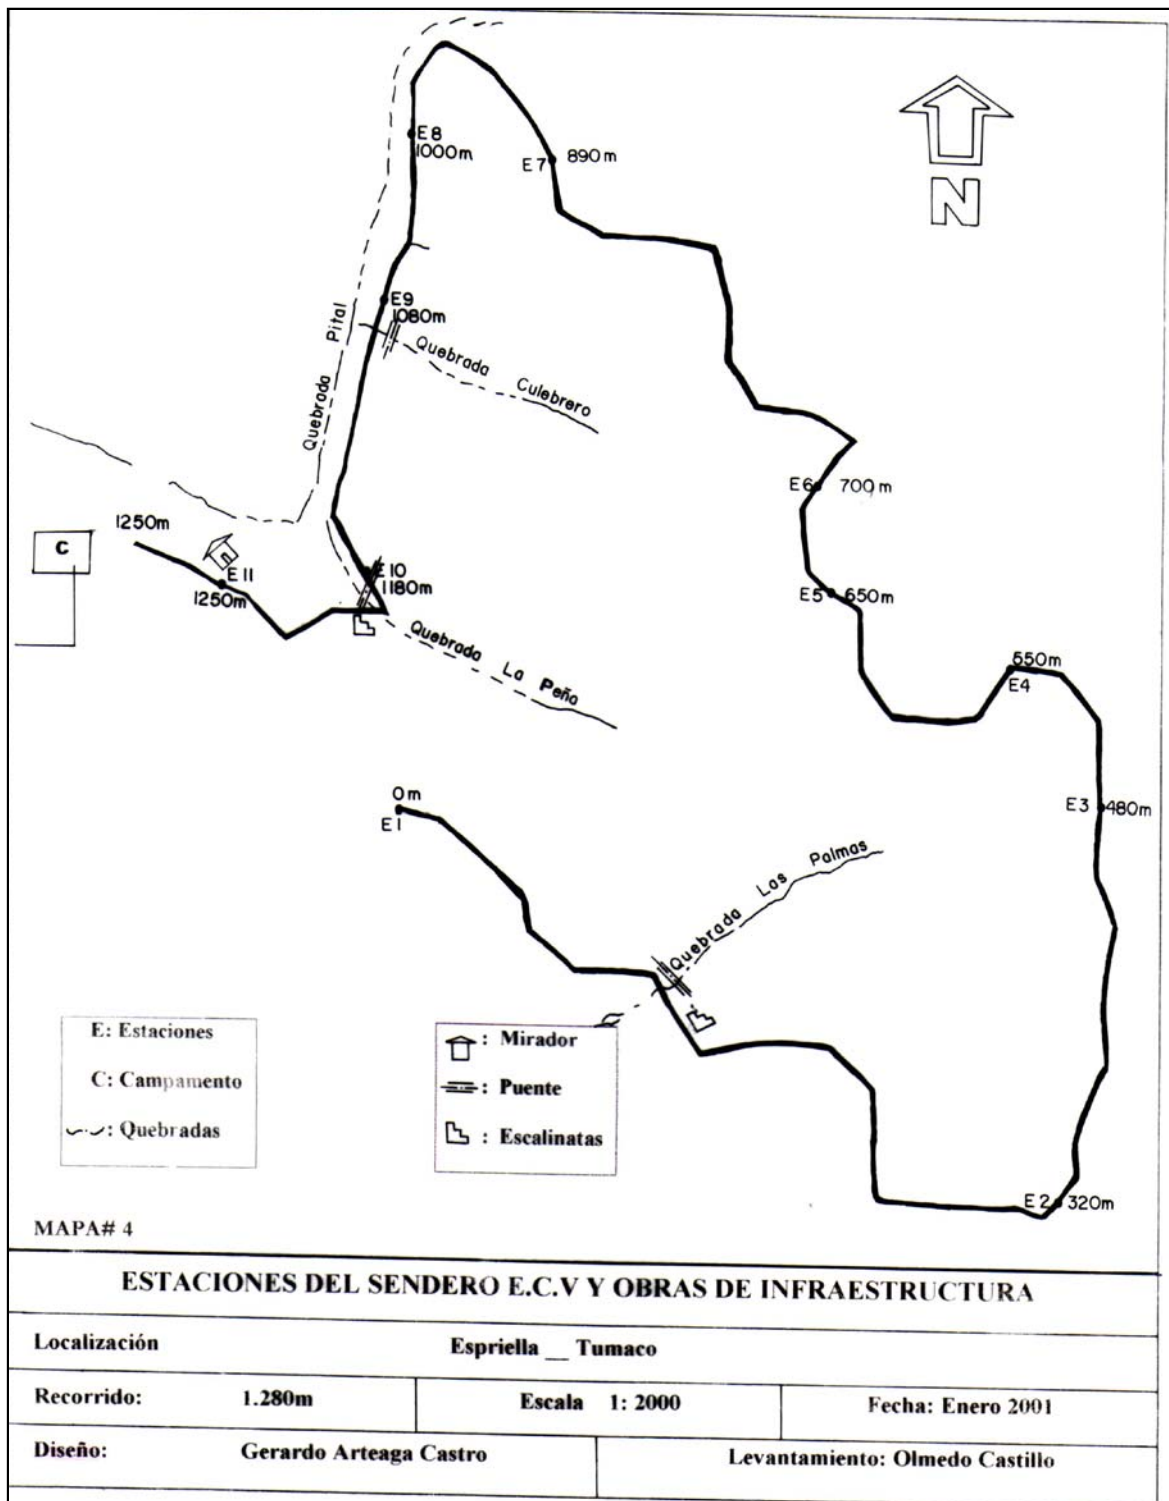 E8
1000m
E7
890m
N
E9
1080m
Quebrada Pital
Quebrada Culebrero
E6
700m
1250m
C
E11
1250m
E10
1180m
E5
650m
Quebrada La Peña
550m
E4
0m
E1
E3
480m
Quebrada Las Palmas
E2
320m
E: Estaciones
C: Campamento
: Quebradas
: Mirador
: Puente
: Escalinatas
MAPA# 4
ESTACIONES DEL SENDERO E.C.V Y OBRAS DE INFRAESTRUCTURA
Localización Espriella __ Tumaco
Recorrido: 1.280m Escala 1: 2000 Fecha: Enero 2001
Diseño: Gerardo Arteaga Castro Levantamiento: Olmedo Castillo